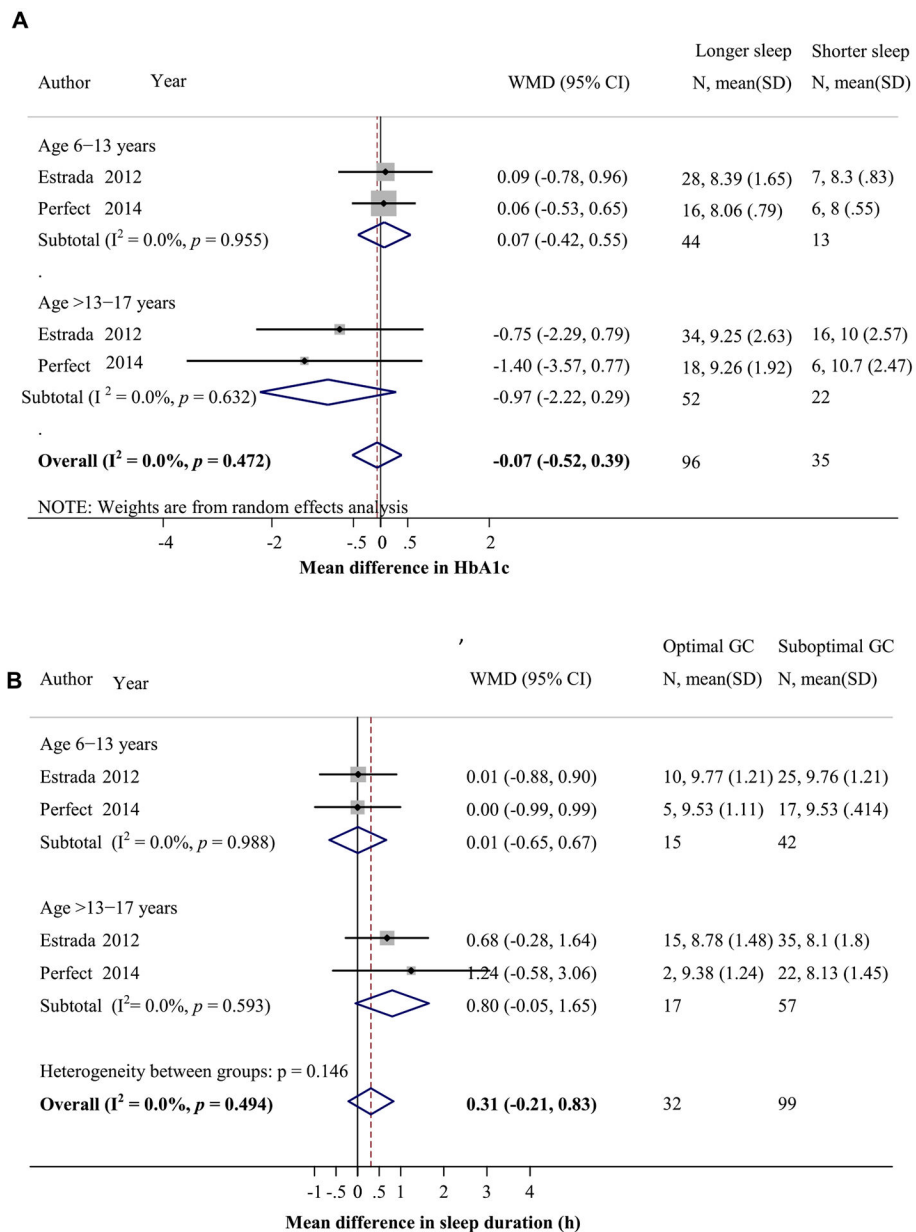 A
Longer sleep Shorter sleep
Author Year WMD (95% CI) N, mean(SD) N, mean(SD)
Age 6−13 years
Estrada 2012 0.09 (-0.78, 0.96) 28, 8.39 (1.65) 7, 8.3 (.83)
Perfect 2014 0.06 (-0.53, 0.65) 16, 8.06 (.79) 6, 8 (.55)
Subtotal (I² = 0.0%, p = 0.955) 0.07 (-0.42, 0.55) 44 13
.
Age >13−17 years
Estrada 2012 -0.75 (-2.29, 0.79) 34, 9.25 (2.63) 16, 10 (2.57)
Perfect 2014 -1.40 (-3.57, 0.77) 18, 9.26 (1.92) 6, 10.7 (2.47)
Subtotal (I ² = 0.0%, p = 0.632) -0.97 (-2.22, 0.29) 52 22
.
Overall (I² = 0.0%, p = 0.472) -0.07 (-0.52, 0.39) 96 35
NOTE: Weights are from random effects analysis
-4 -2 -.5 0 .5 2
Mean difference in HbA1c
, Optimal GC Suboptimal GC
B Author Year WMD (95% CI) N, mean(SD) N, mean(SD)
Age 6−13 years
Estrada 2012 0.01 (-0.88, 0.90) 10, 9.77 (1.21) 25, 9.76 (1.21)
Perfect 2014 0.00 (-0.99, 0.99) 5, 9.53 (1.11) 17, 9.53 (.414)
Subtotal (I² = 0.0%, p = 0.988) 0.01 (-0.65, 0.67) 15 42
Age >13−17 years
Estrada 2012 0.68 (-0.28, 1.64) 15, 8.78 (1.48) 35, 8.1 (1.8)
Perfect 2014 1.24 (-0.58, 3.06) 2, 9.38 (1.24) 22, 8.13 (1.45)
Subtotal (I²= 0.0%, p = 0.593) 0.80 (-0.05, 1.65) 17 57
Heterogeneity between groups: p = 0.146
Overall (I² = 0.0%, p = 0.494) 0.31 (-0.21, 0.83) 32 99
-1 -.5 0 .5 1 2 3 4
Mean difference in sleep duration (h)